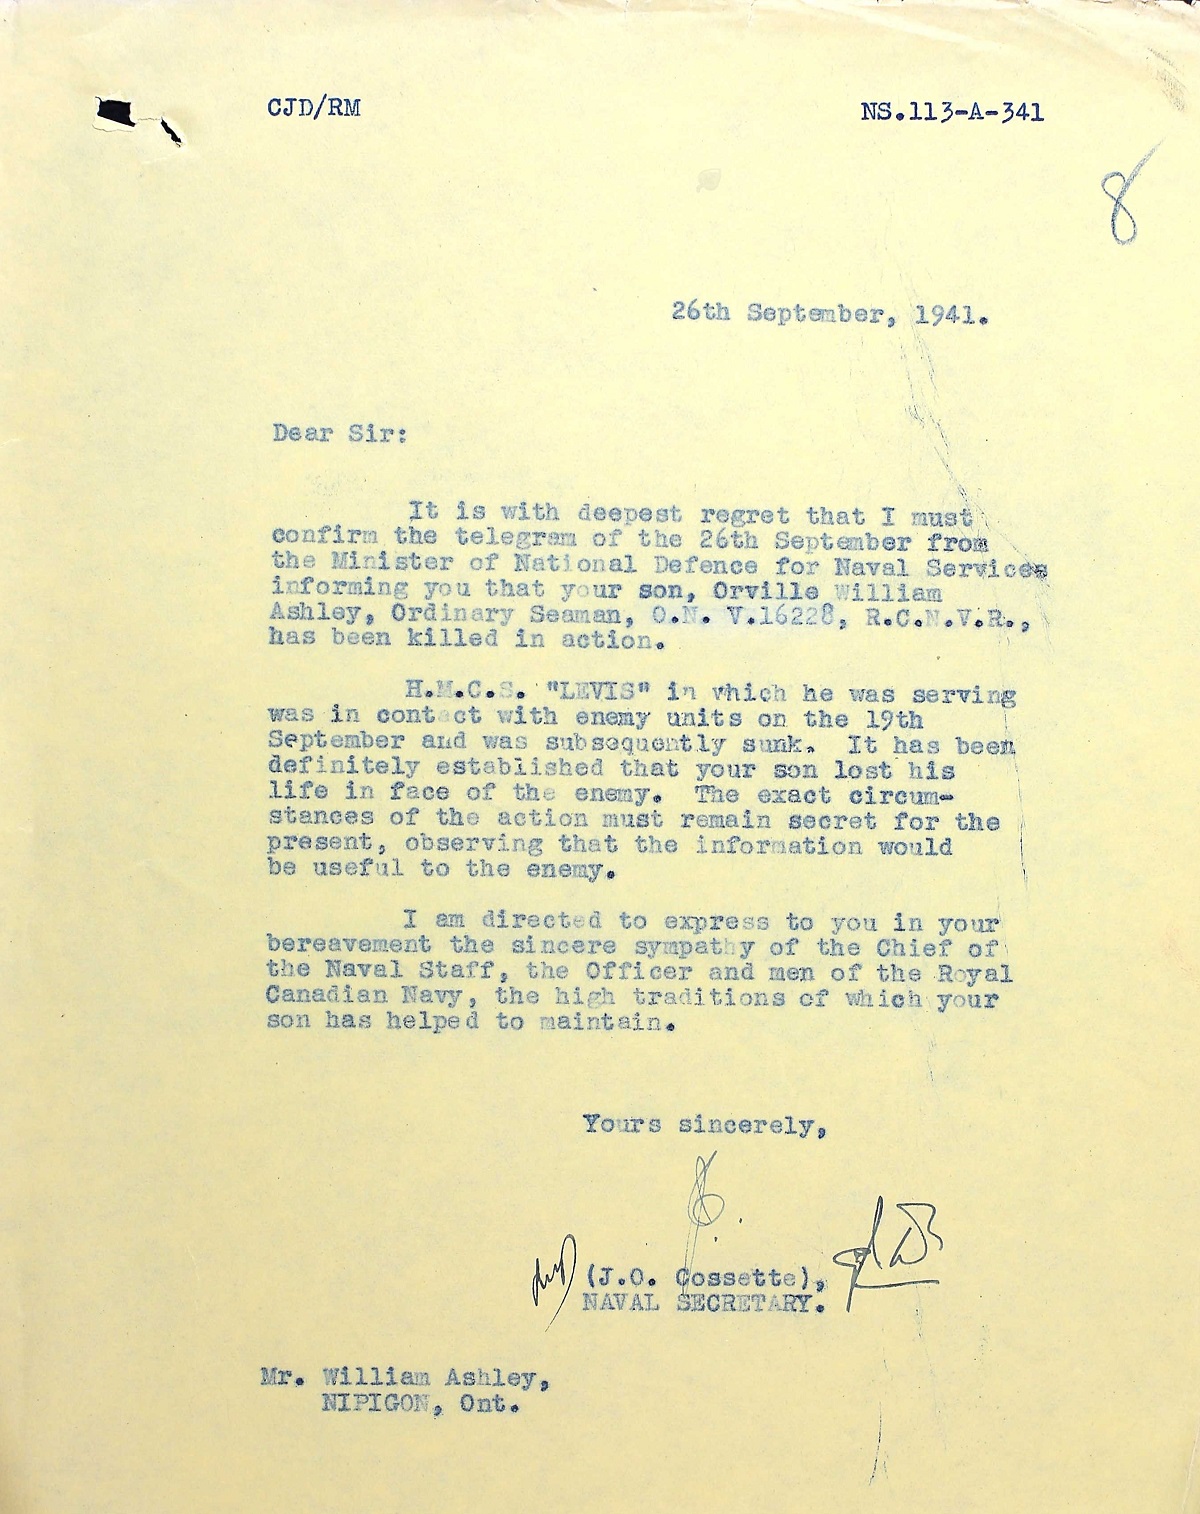 CJD/RM NS.113-A-341
8
26th September, 1941.
Dear Sir:
It is with deepest regret that I must
confirm the telegram of the 26th September from
the Minister of National Defence for Naval Services
informing you that your son, Orville William
Ashley, Ordinary Seaman, O.N. V.16228, R.C.N.V.R.,
has been killed in action.
H.M.C.S. "LEVIS" in which he was serving
was in contact with enemy units on the 19th
September and was subsequently sunk. It has been
definitely established that your son lost his
life in face of the enemy. The exact circum-
stances of the action must remain secret for the
present, observing that the information would
be useful to the enemy.
I am directed to express to you in your
bereavement the sincere sympathy of the Chief of
the Naval Staff, the Officer and men of the Royal
Canadian Navy, the high traditions of which your
son has helped to maintain.
Yours sincerely,
(J.O. Cossette),
NAVAL SECRETARY.
Mr. William Ashley,
NIPIGON, Ont.